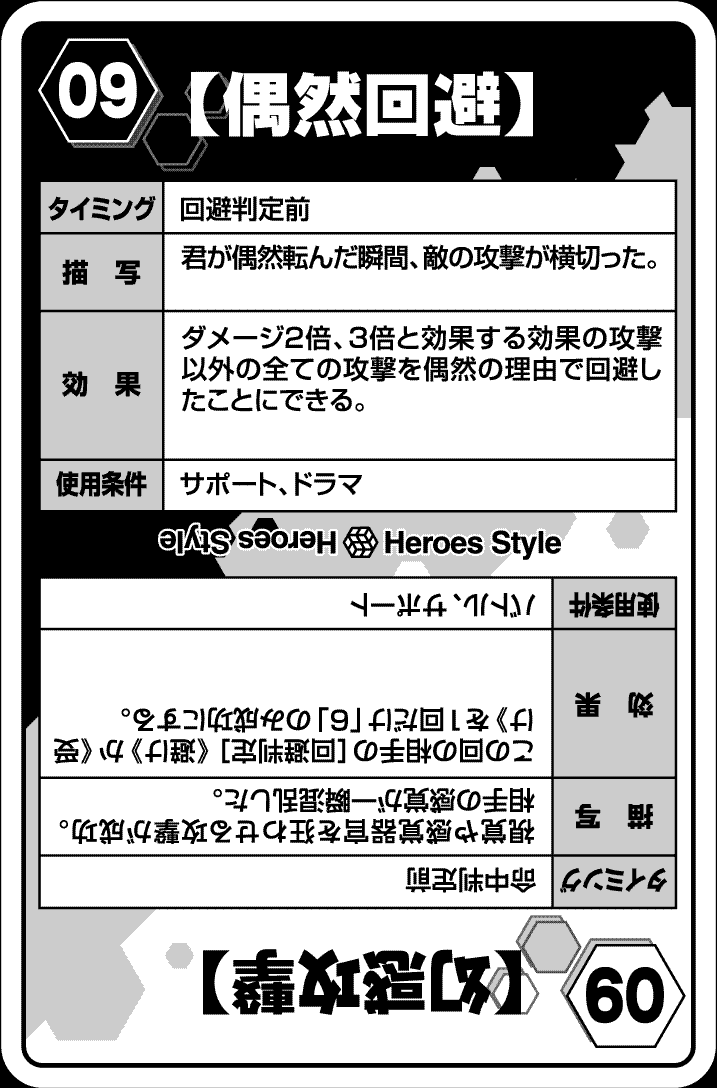 09
【偶然回避】
タイミング 回避判定前
描 写 君が偶然転んだ瞬間、敵の攻撃が横切った。
効 果 ダメージ2倍、3倍と効果する効果の攻撃
以外の全ての攻撃を偶然の理由で回避し
たことにできる。
使用条件 サポート、ドラマ
Heroes Style
Heroes Style
09
【幻惑攻撃】
タイミング 命中判定前
描 写 視覚や感覚器官を狂わせる攻撃が成功。
相手の感覚が一瞬混乱した。
効 果 この回の相手の[回避判定]《避け》か《受
け》を1回だけ「6」のみ成功にする。
使用条件 バトル、サポート